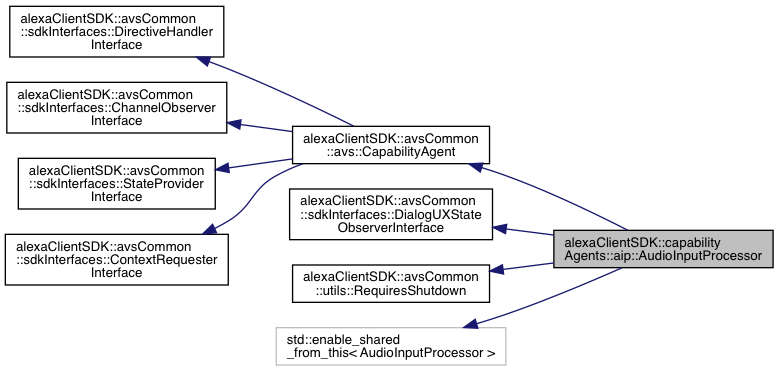 alexaClientSDK::avsCommon
::sdkInterfaces::DirectiveHandler
Interface
alexaClientSDK::avsCommon
::sdkInterfaces::ChannelObserver
Interface
alexaClientSDK::avsCommon
::sdkInterfaces::StateProvider
Interface
alexaClientSDK::avsCommon
::sdkInterfaces::ContextRequester
Interface
alexaClientSDK::avsCommon
::avs::CapabilityAgent
alexaClientSDK::avsCommon
::sdkInterfaces::DialogUXState
ObserverInterface
alexaClientSDK::avsCommon
::utils::RequiresShutdown
std::enable_shared
_from_this< AudioInputProcessor >
alexaClientSDK::capability
Agents::aip::AudioInputProcessor